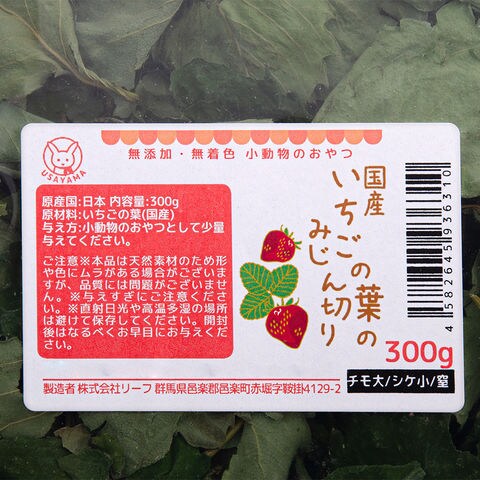 USAYAMA
無添加・無着色 小動物のおやつ
国産
いちごの葉の
みじん切り
原産国:日本 内容量:300g
原材料:いちごの葉(国産)
与え方:小動物のおやつとして少量
与えてください。
ご注意※本品は天然素材のため形
や色にムラがある場合がございま
すが、品質には問題がございませ
ん。※与えすぎにご注意くださ
い。※直射日光や高温多湿の場所
は避けて保存してください。開封
後はなるべくお早目にお与えくだ
さい。
300g
チモ大/シケ小/窒
製造者 株式会社リーフ 群馬県邑楽郡邑楽町赤堀字鞍掛4129-2
4582645936310